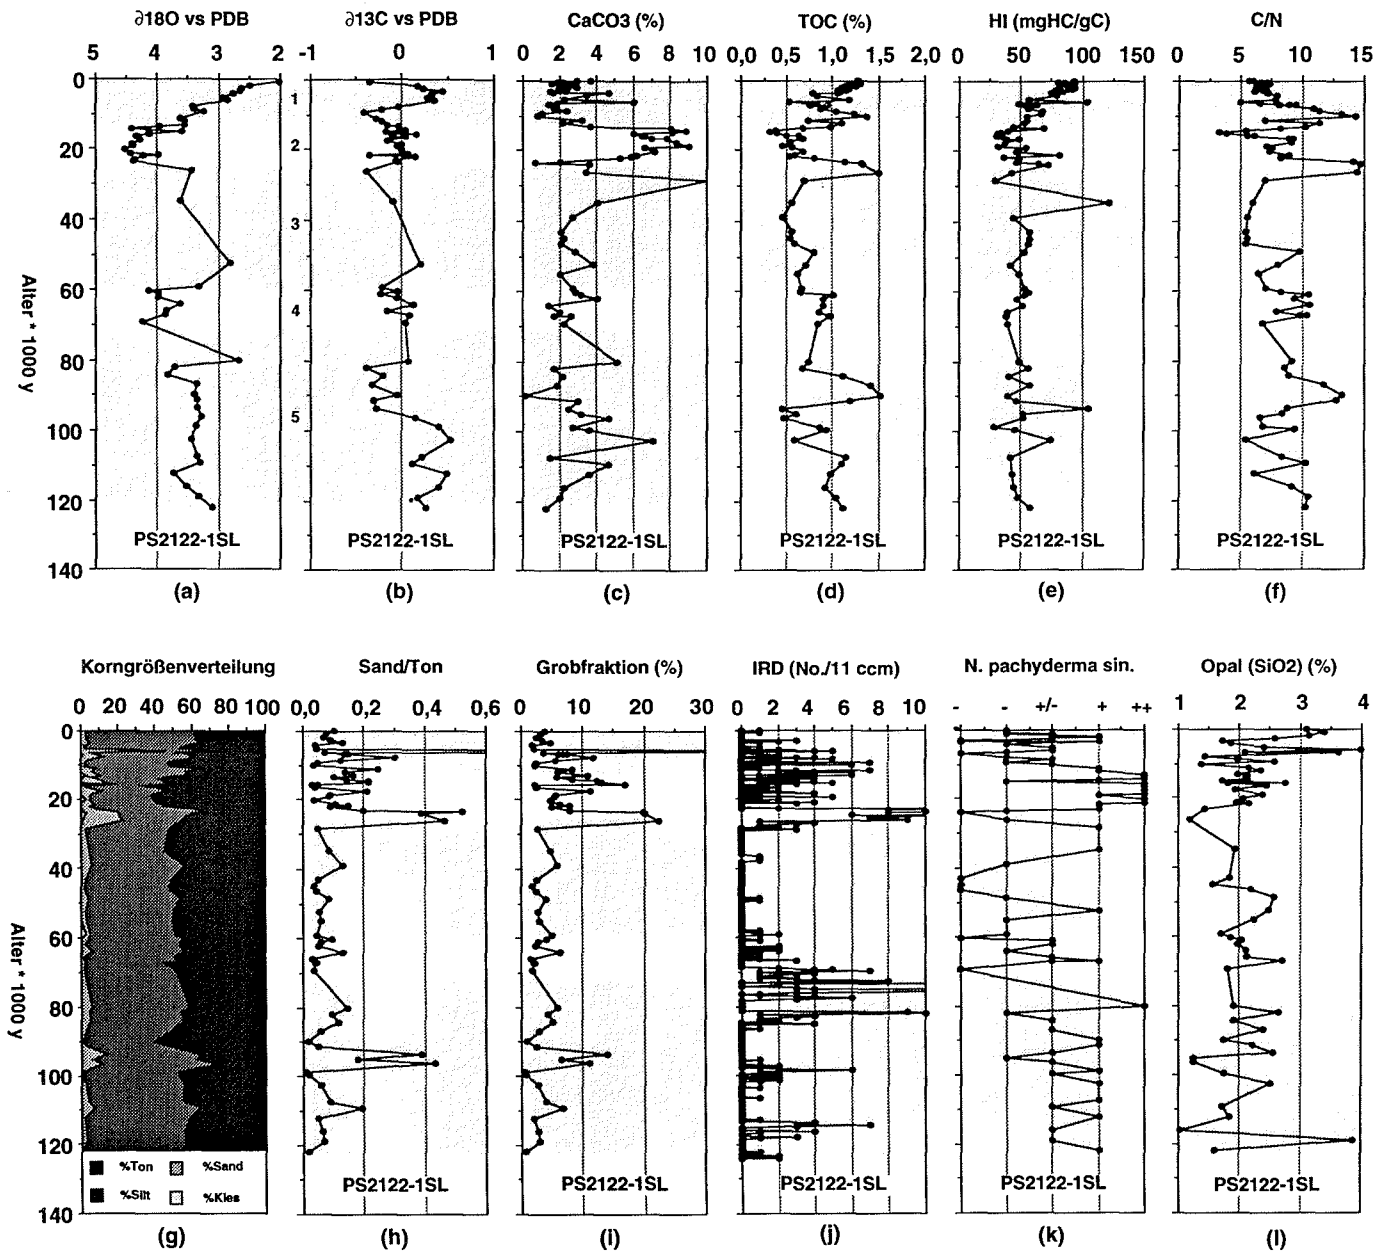 ∂18O vs PDB ∂13C vs PDB CaCO3 (%) TOC (%) HI (mgHC/gC) C/N
5 4 3 2 1 0 -1 0 1 0 2 4 6 8 10 0,0 0,5 1,0 1,5 2,0 0 50 100 150 0 5 10 15
0
20
40
60
80
100
120
140
Alter * 1000 y
1
2
3
4
5
PS2122-1SL PS2122-1SL PS2122-1SL PS2122-1SL PS2122-1SL PS2122-1SL
(a) (b) (c) (d) (e) (f)
Korngrößenverteilung Sand/Ton Grobfraktion (%) IRD (No./11 ccm) N. pachyderma sin. Opal (SiO2) (%)
0 20 40 60 80 100 0,0 0,2 0,4 0,6 0 10 20 30 0 2 4 6 8 10 - - +/- + ++ 1 2 3 4
0
20
40
60
80
100
120
140
Alter * 1000 y
%Ton %Sand
%Silt %Kies
PS2122-1SL PS2122-1SL PS2122-1SL PS2122-1SL PS2122-1SL
(g) (h) (i) (j) (k) (l)